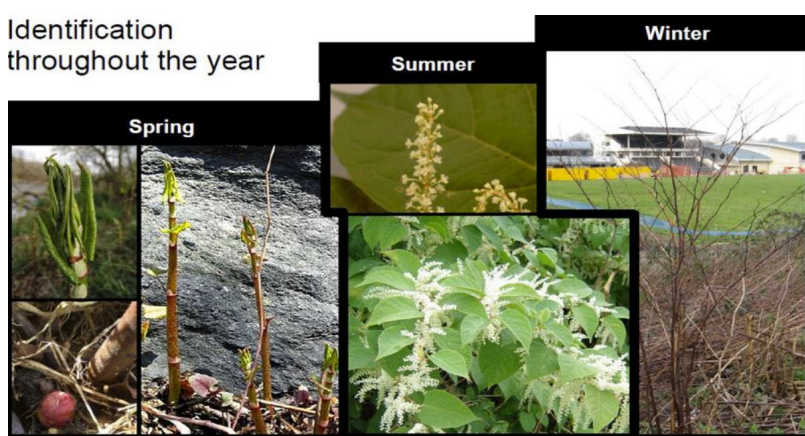 Identification
throughout the year
Spring
Summer
Winter